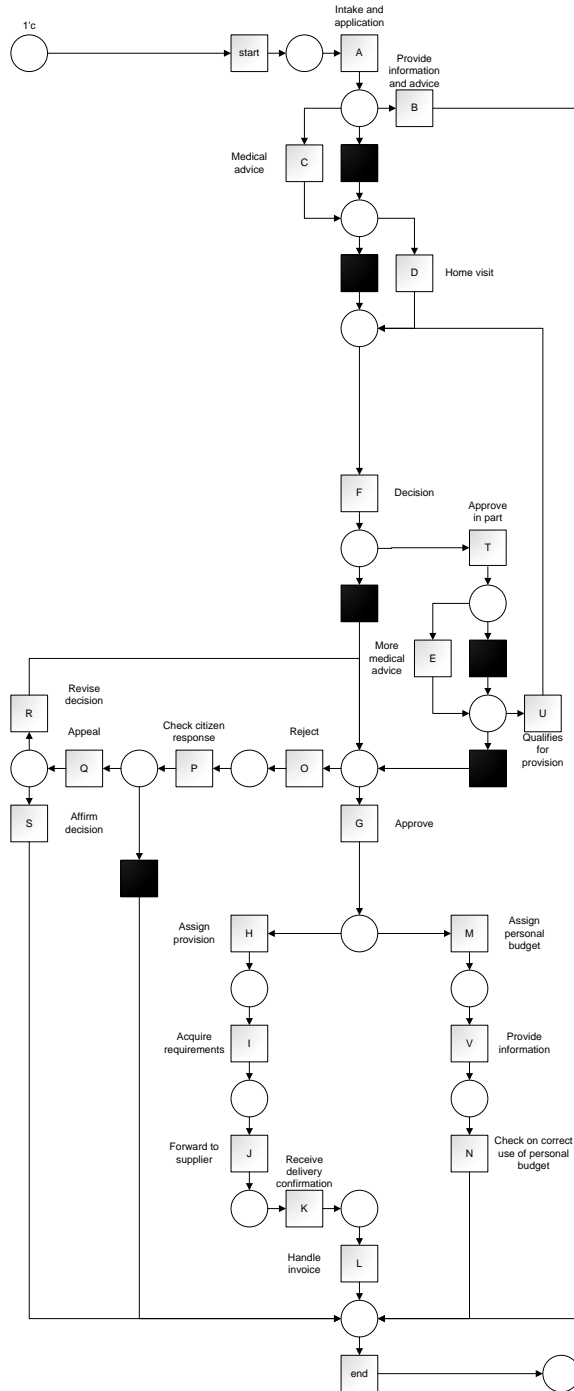 1'c
Intake and
application
start
A
Provide
information
and advice
B
Medical
advice
C
D
Home visit
F
Decision
Approve
in part
T
More
medical
advice
E
R
Revise
decision
U
Qualifies for
provision
Appeal
Check citizen
response
Reject
Q
P
O
S
Affirm
decision
G
Approve
Assign
provision
H
M
Assign
personal
budget
Acquire
requirements
I
V
Provide
information
Forward to
supplier
J
Receive
delivery
confirmation
K
N
Check on correct
use of personal
budget
Handle
invoice
L
end